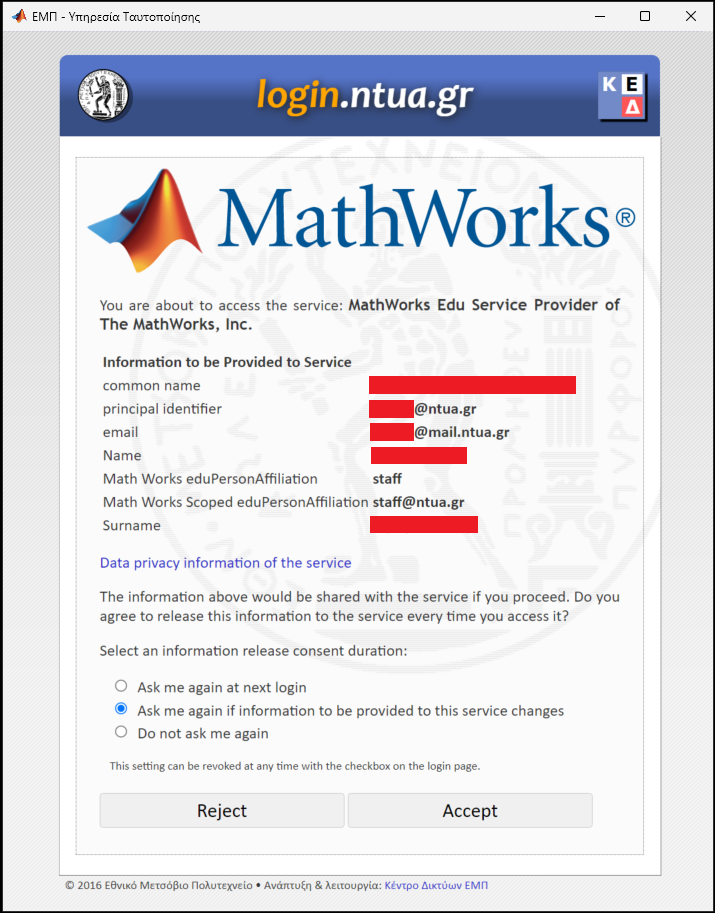 ΕΜΠ - Υπηρεσία Ταυτοποίησης
login.ntua.gr
Κ Ε
Δ
MathWorks®
You are about to access the service: MathWorks Edu Service Provider of
The MathWorks, Inc.
Information to be Provided to Service
common name
principal identifier @ntua.gr
email @mail.ntua.gr
Name
Math Works eduPersonAffiliation staff
Math Works Scoped eduPersonAffiliation staff@ntua.gr
Surname
Data privacy information of the service
The information above would be shared with the service if you proceed. Do you
agree to release this information to the service every time you access it?
Select an information release consent duration:
Ask me again at next login
Ask me again if information to be provided to this service changes
Do not ask me again
This setting can be revoked at any time with the checkbox on the login page.
Reject Accept
© 2016 Εθνικό Μετσόβιο Πολυτεχνείο • Ανάπτυξη & λειτουργία: Κέντρο Δικτύων ΕΜΠ